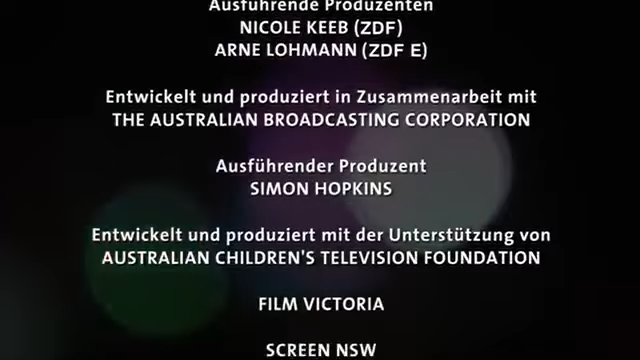 Ausführende Produzenten
NICOLE KEEB (ZDF)
ARNE LOHMANN (ZDF E)
Entwickelt und produziert in Zusammenarbeit mit
THE AUSTRALIAN BROADCASTING CORPORATION
Ausführender Produzent
SIMON HOPKINS
Entwickelt und produziert mit der Unterstützung von
AUSTRALIAN CHILDREN'S TELEVISION FOUNDATION
FILM VICTORIA
SCREEN NSW